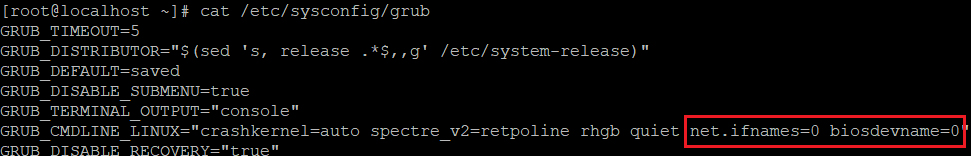 [root@localhost ~]# cat /etc/sysconfig/grub
GRUB_TIMEOUT=5
GRUB_DISTRIBUTOR="$(sed 's, release .*$,,g' /etc/system-release)"
GRUB_DEFAULT=saved
GRUB_DISABLE_SUBMENU=true
GRUB_TERMINAL_OUTPUT="console"
GRUB_CMDLINE_LINUX="crashkernel=auto spectre_v2=retpoline rhgb quiet net.ifnames=0 biosdevname=0"
GRUB_DISABLE_RECOVERY="true"